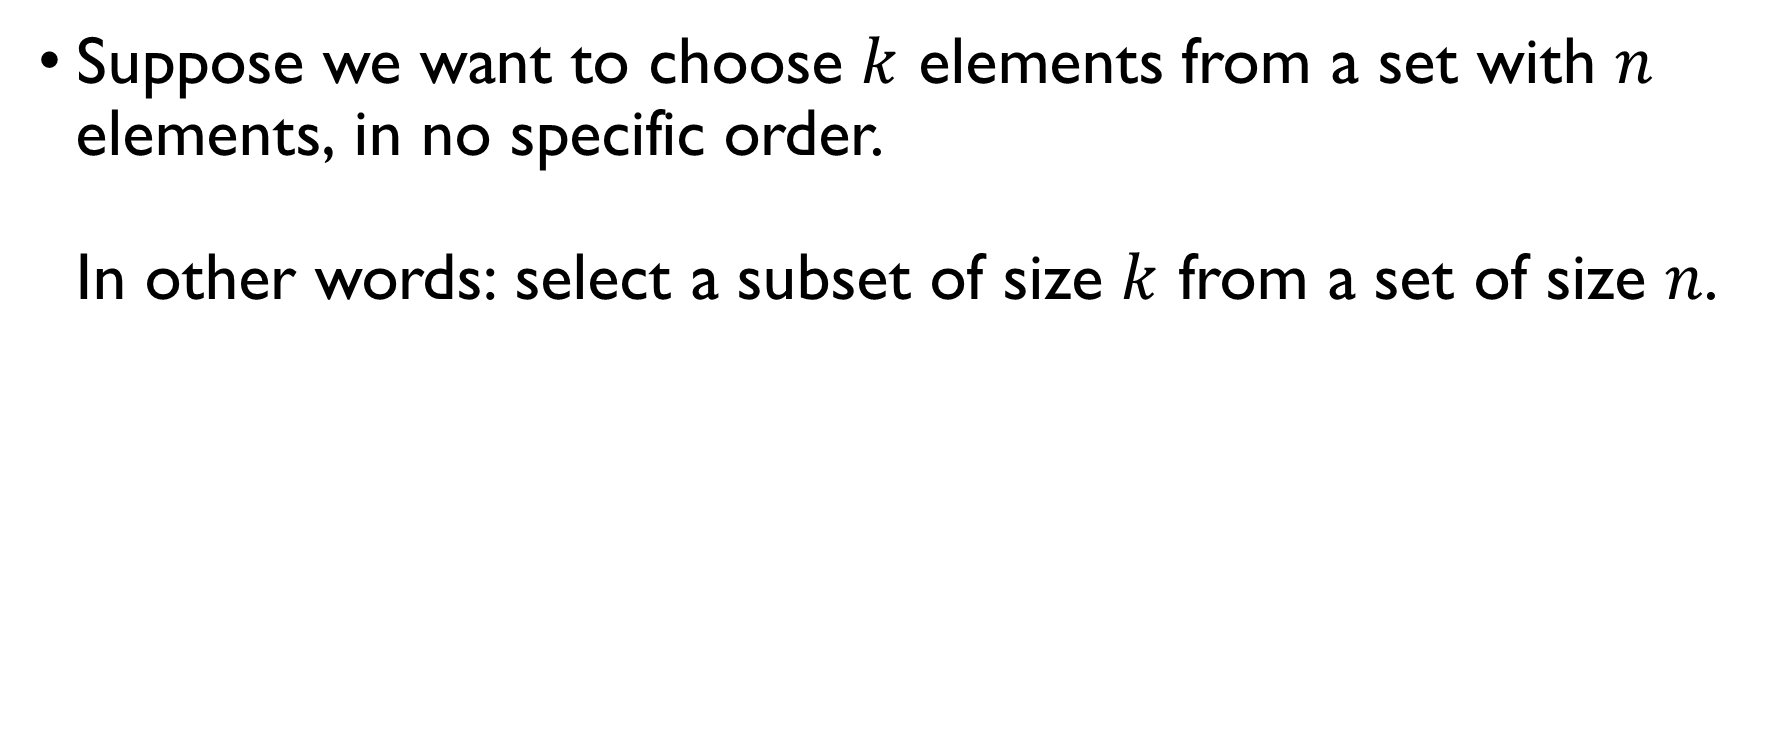 • Suppose we want to choose k elements from a set with n
elements, in no specific order.
In other words: select a subset of size k from a set of size n.